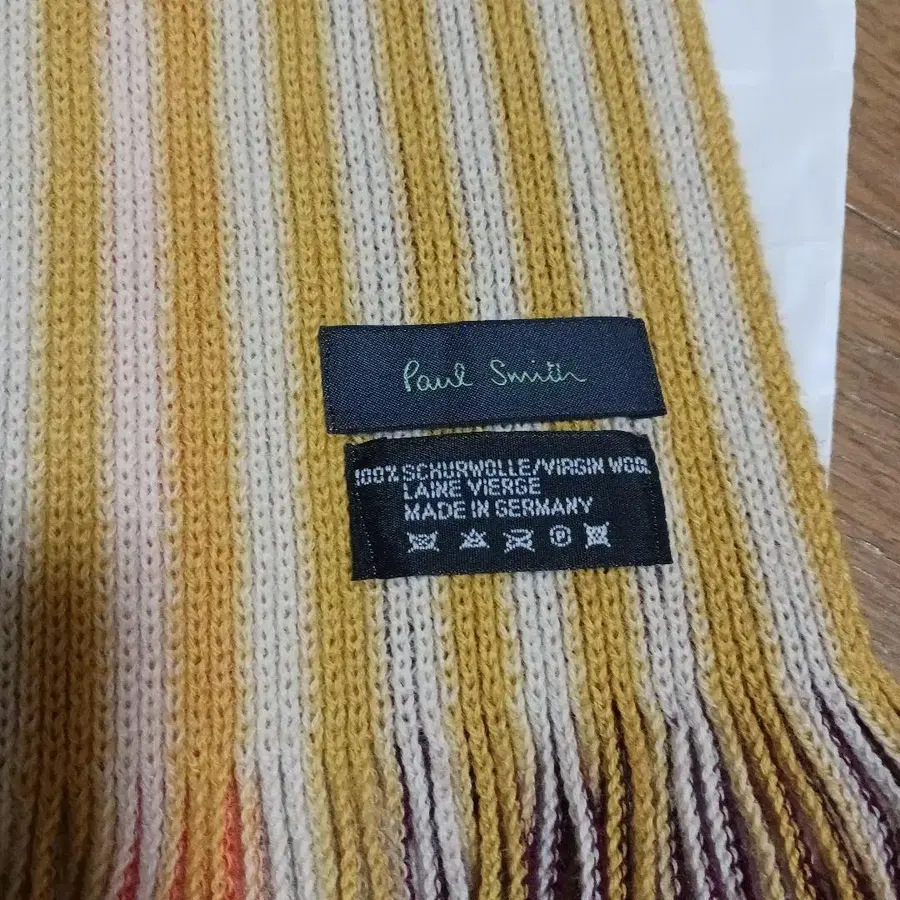 Paul Smith
100% SCHURWOLLE/VIRGIN WOOL
LAINE VIERGE
MADE IN GERMANY
P